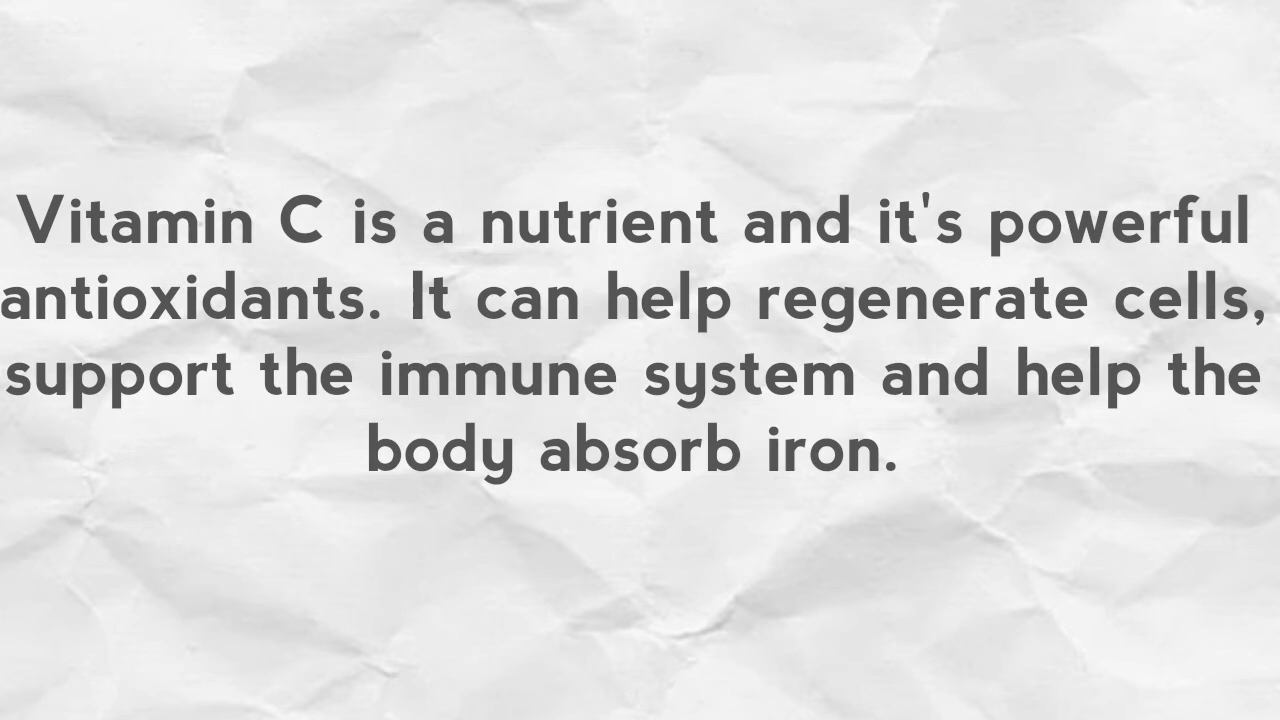 Vitamin C is a nutrient and it's powerful
antioxidants. It can help regenerate cells,
support the immune system and help the
body absorb iron.